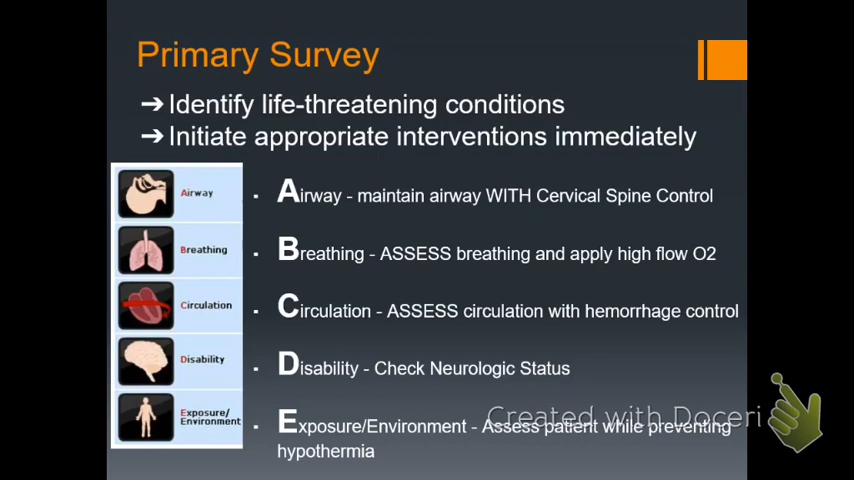 Primary Survey
➔ Identify life-threatening conditions
➔ Initiate appropriate interventions immediately
Airway
Breathing
Circulation
Disability
Exposure/
Environment
▪ Airway - maintain airway WITH Cervical Spine Control
▪ Breathing - ASSESS breathing and apply high flow O2
▪ Circulation - ASSESS circulation with hemorrhage control
▪ Disability - Check Neurologic Status
▪ Exposure/Environment - Assess patient while preventing
hypothermia
Created with Doceri